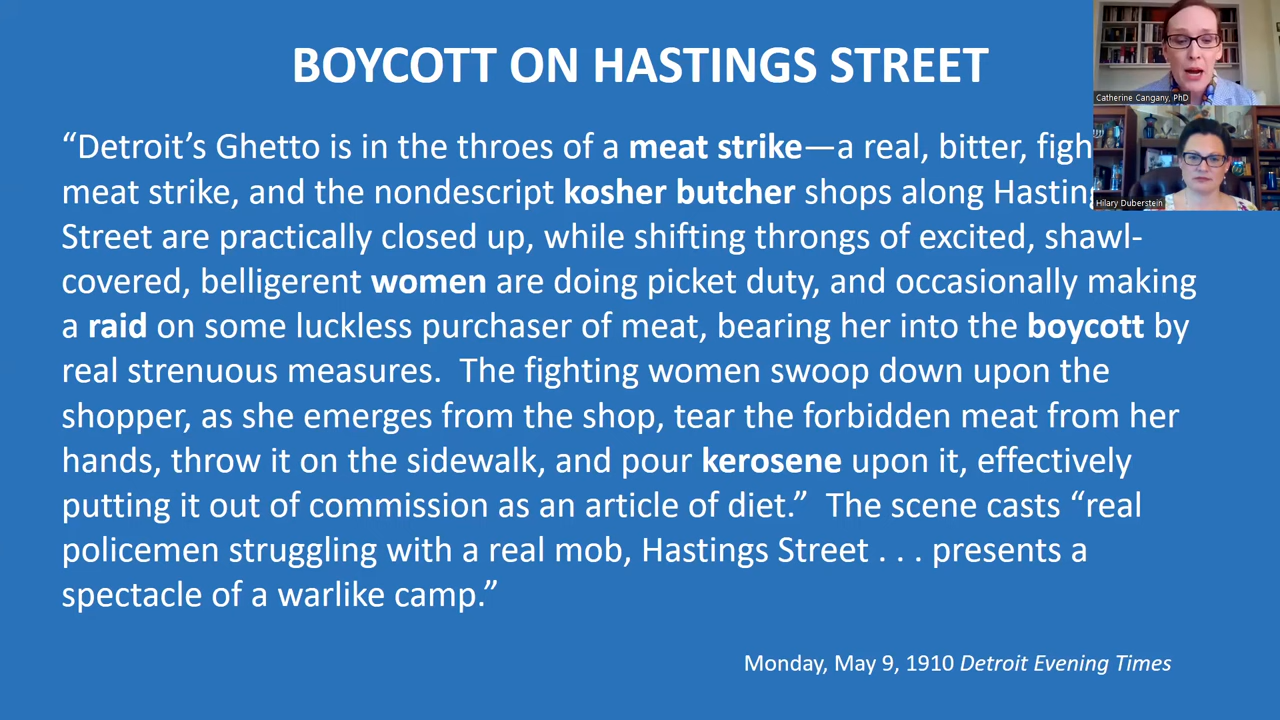 BOYCOTT ON HASTINGS STREET
“Detroit’s Ghetto is in the throes of a meat strike—a real, bitter,
meat strike, and the nondescript kosher butcher shops along
Street are practically closed up, while shifting throngs of excited, shawl-
covered, belligerent women are doing picket duty, and occasionally making
a raid on some luckless purchaser of meat, bearing her into the boycott by
real strenuous measures.  The fighting women swoop down upon the
shopper, as she emerges from the shop, tear the forbidden meat from her
hands, throw it on the sidewalk, and pour kerosene upon it, effectively
putting it out of commission as an article of diet.”  The scene casts “real
policemen struggling with a real mob, Hastings Street . . . presents a
spectacle of a warlike camp.”
Monday, May 9, 1910 Detroit Evening Times
Catherine Cangany, PhD
Hilary Duberstein